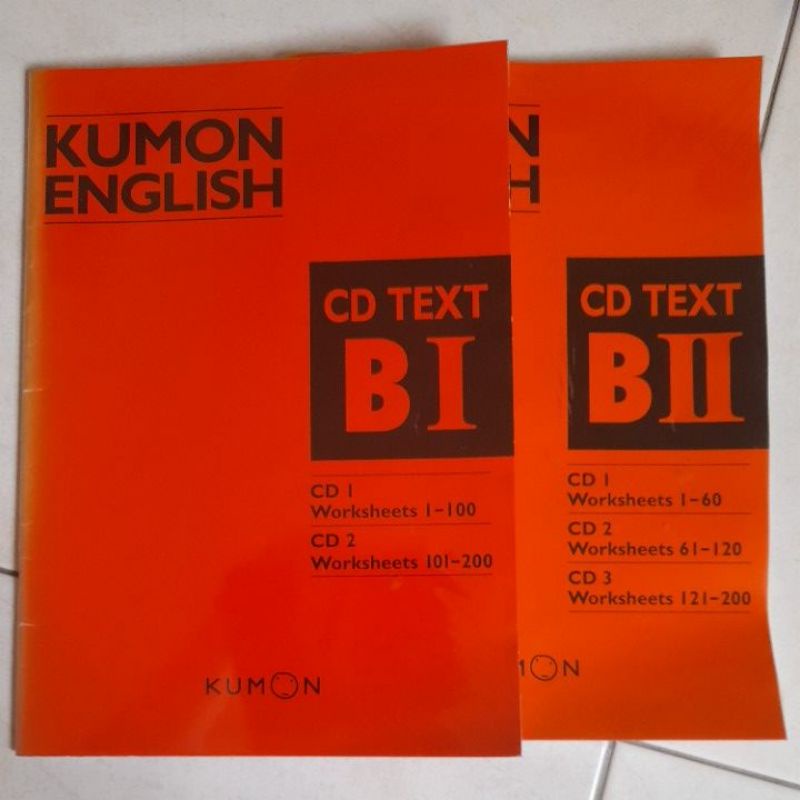 KUMON
ENGLISH
CD TEXT
BI
CD 1
Worksheets 1-100
CD 2
Worksheets 101-200
KUMON
N
H
CD TEXT
BII
CD 1
Worksheets 1-60
CD 2
Worksheets 61-120
CD 3
Worksheets 121-200
MON